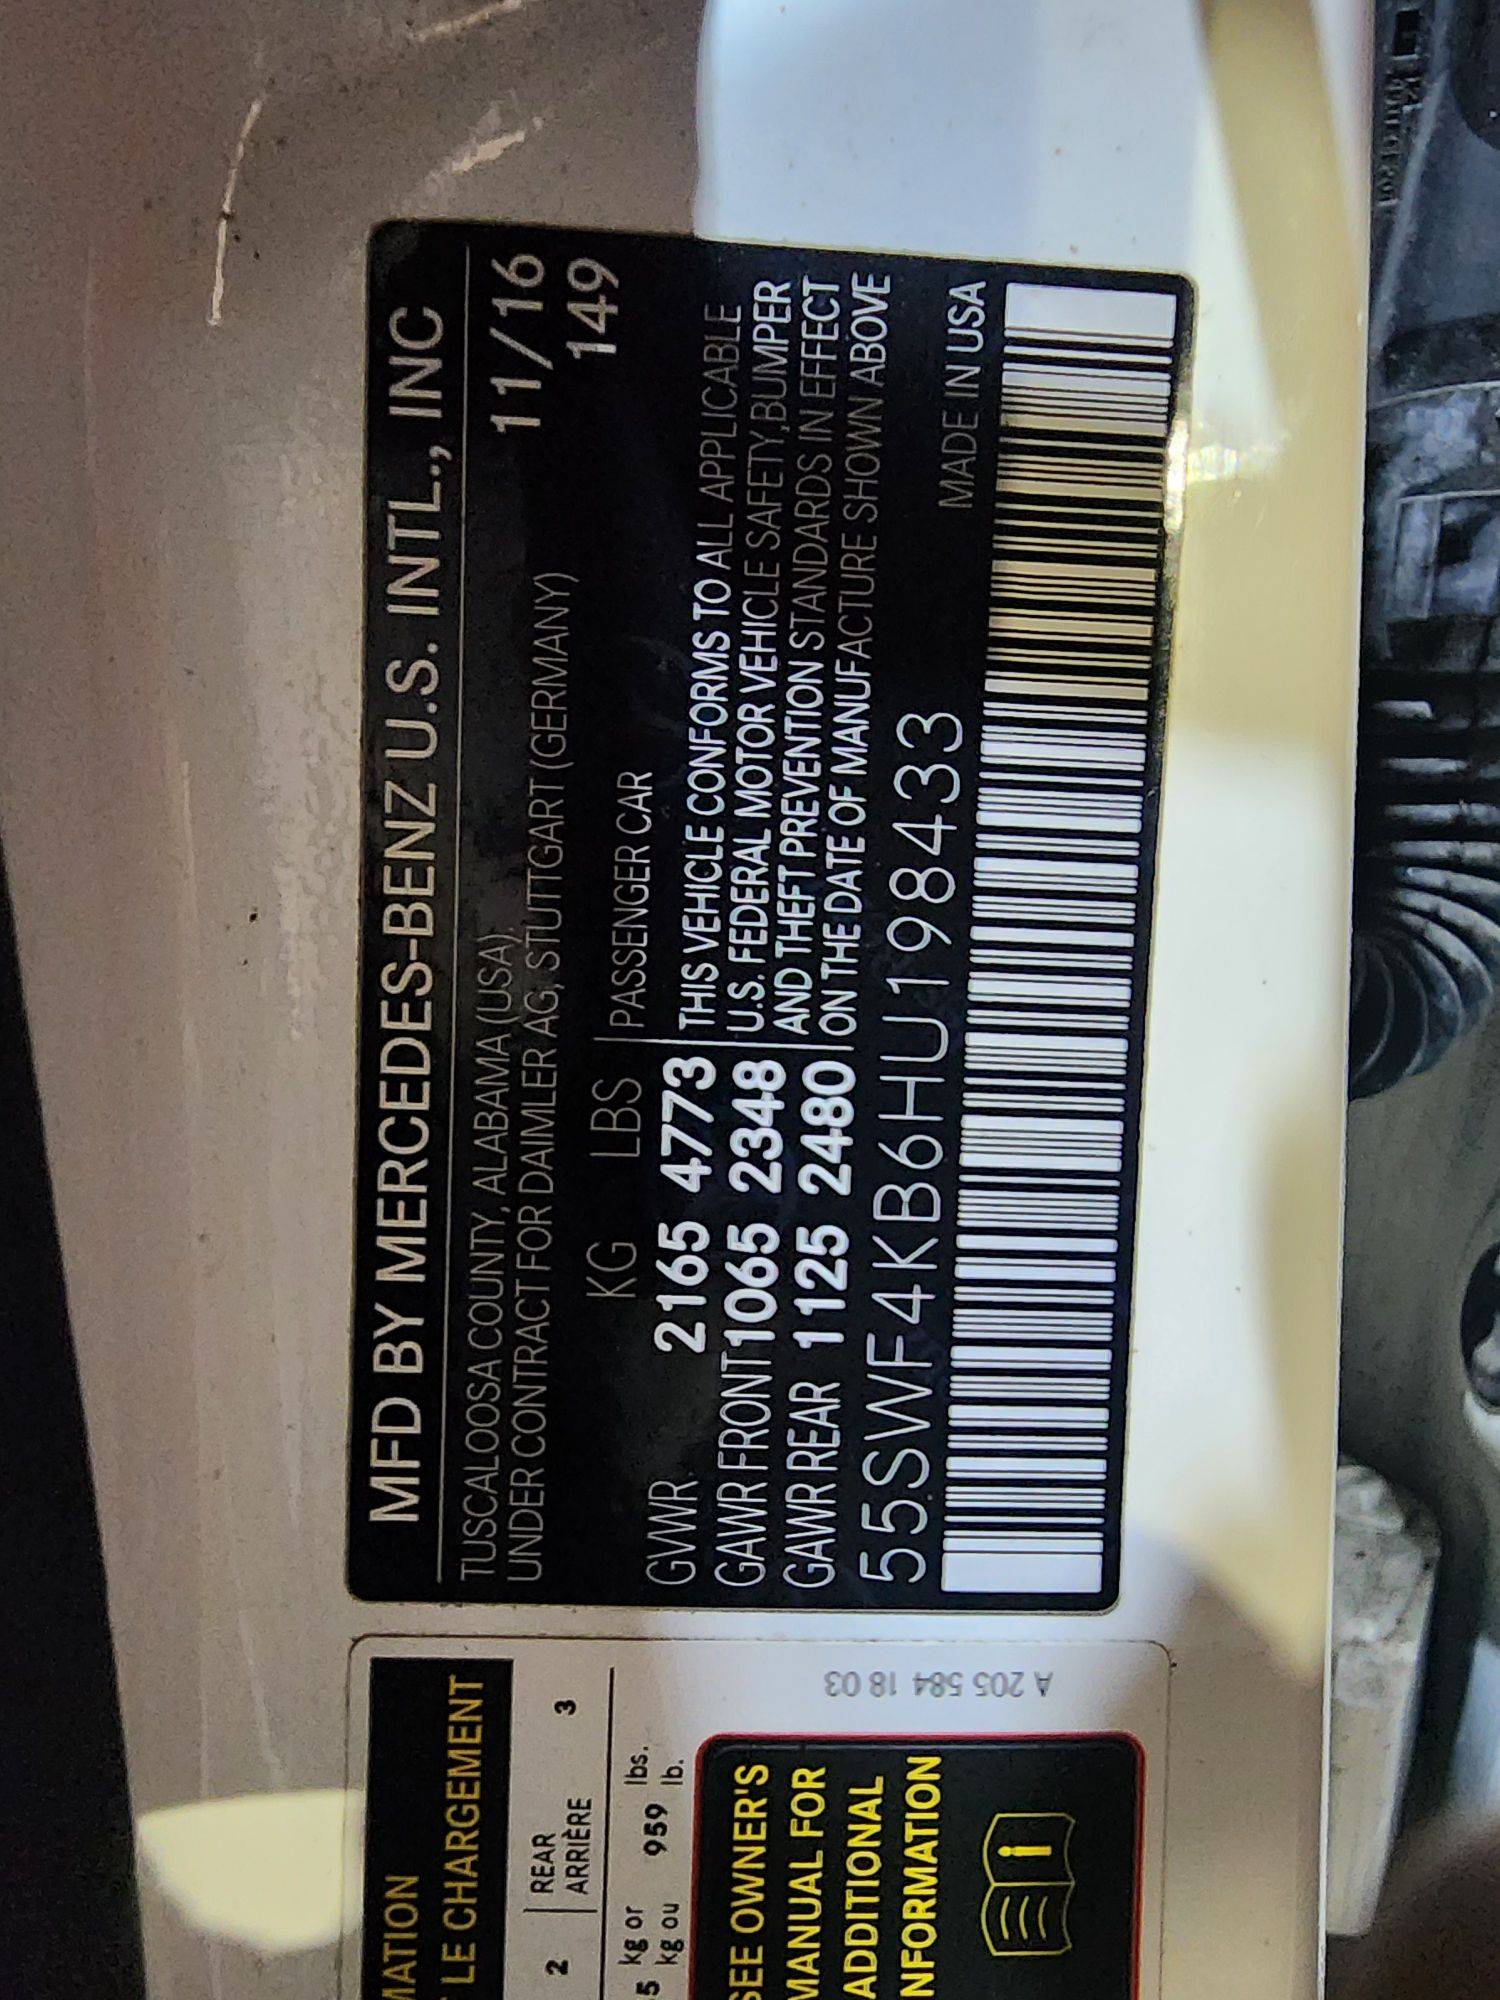 MFD BY MERCEDES-BENZ U.S. INTL., INC
TUSCALOOSA COUNTY, ALABAMA (USA),
11/16
UNDER CONTRACT FOR DAIMLER AG, STUTTGART (GERMANY)
149
KG LBS PASSENGER CAR
GVWR 2165 4773 THIS VEHICLE CONFORMS TO ALL APPLICABLE
GAWR FRONT 1065 2348 U.S. FEDERAL MOTOR VEHICLE SAFETY,BUMPER
GAWR REAR 1125 2480 AND THEFT PREVENTION STANDARDS IN EFFECT
ON THE DATE OF MANUFACTURE SHOWN ABOVE
55SWF4KB6HU198433
MADE IN USA
LE CHARGEMENT
2 REAR 3
ARRIÈRE
kg or 959 lbs.
kg ou lb.
A 205 584 18 03
SEE OWNER'S
MANUAL FOR
ADDITIONAL